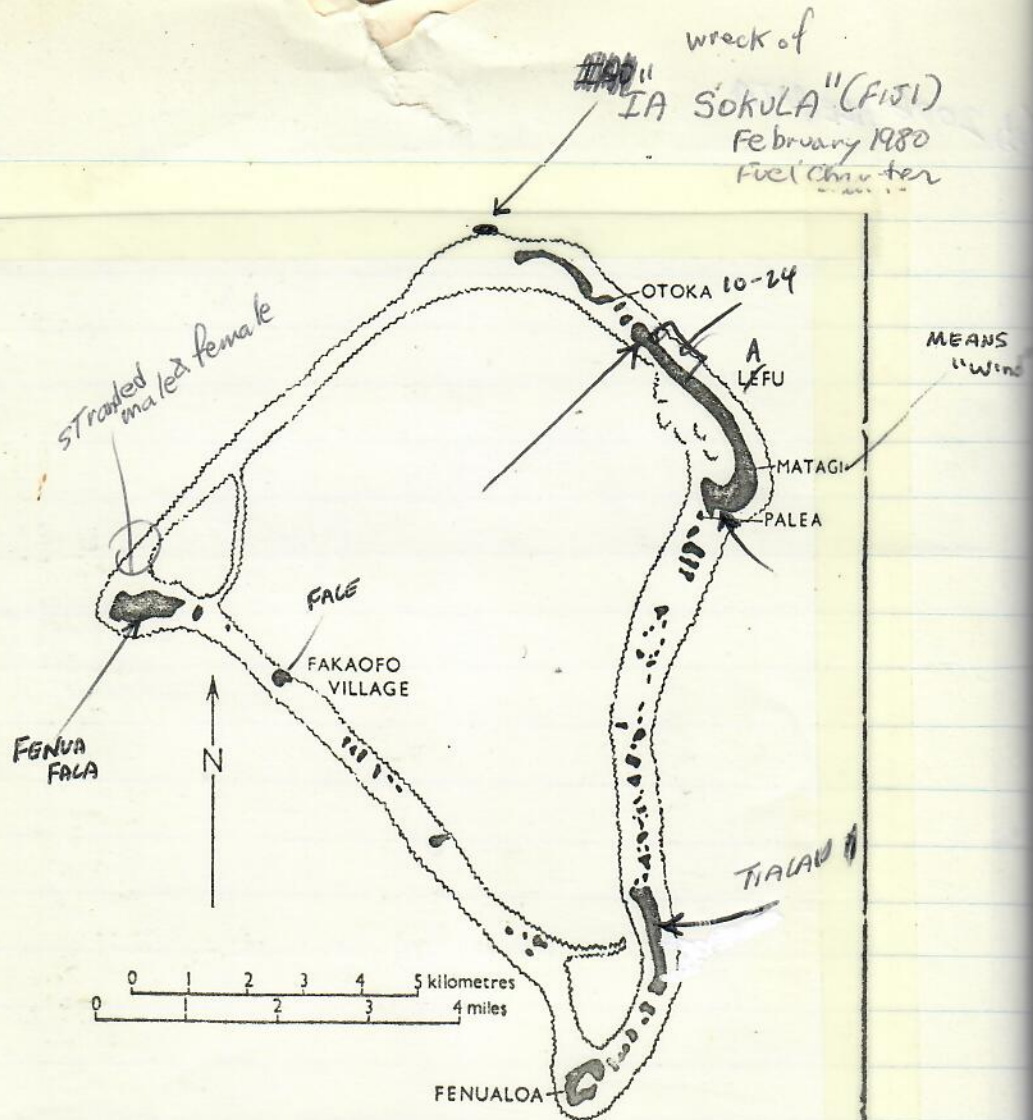 wreck of
"IA SOKULA" (FIJI)
February 1980
Fuel Charter
OTOKA
10-24
A
LEFU
MEANS
"Wind
MATAGI
PALEA
stranded
male & female
FALE
FAKAOFO
VILLAGE
FENUA
FALA
N
0 1 2 3 4 5 kilometres
0 2 3 4 miles
FENUALOA